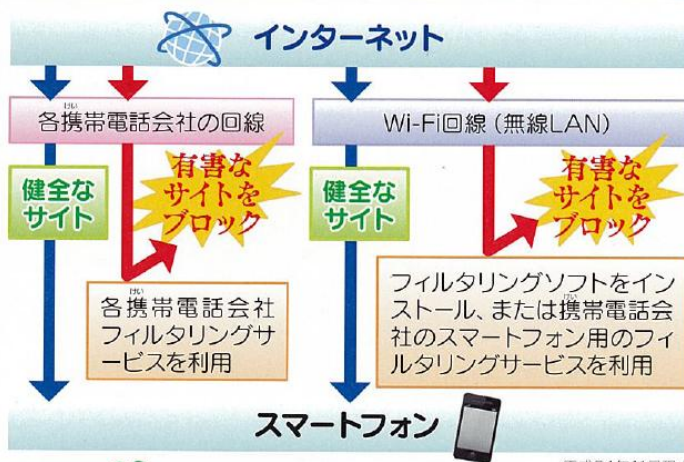 インターネット
各携帯電話会社の回線
けい
健全な
サイト
有害な
サイトを
ブロック
各携帯電話会社
けい
フィルタリングサ
ービスを利用
Wi-Fi回線(無線LAN)
健全な
サイト
有害な
サイトを
ブロック
フィルタリングソフトをイン
ストール、または携帯電話会
けい
社のスマートフォン用のフィ
ルタリングサービスを利用
スマートフォン